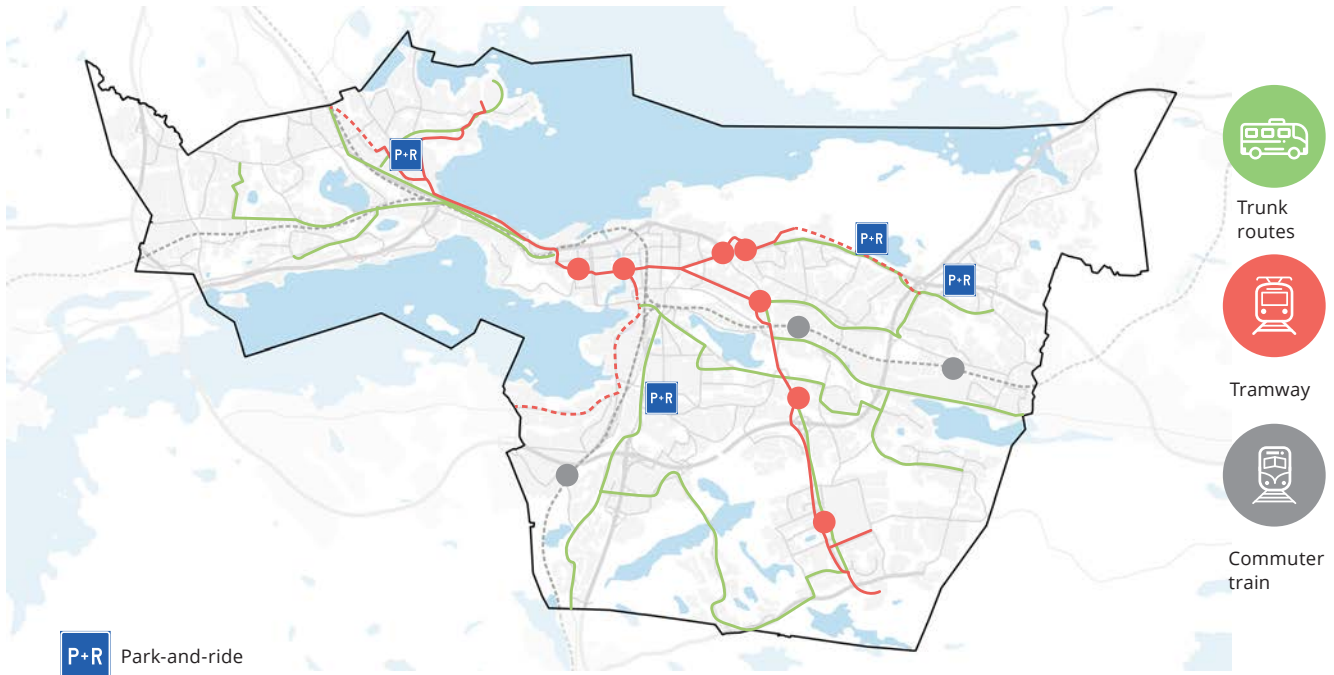 P+R
P+R
P+R
P+R
Trunk
routes
Tramway
Commuter
train
P+R Park-and-ride